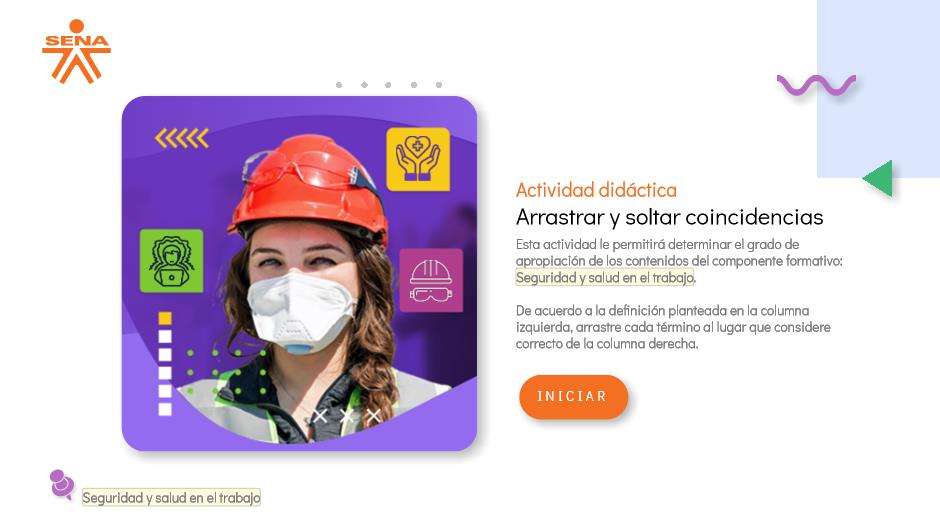 SENA
Actividad didáctica
Arrastrar y soltar coincidencias
Esta actividad le permitirá determinar el grado de
apropiación de los contenidos del componente formativo:
Seguridad y salud en el trabajo.
De acuerdo a la definición planteada en la columna
izquierda, arrastre cada término al lugar que considere
correcto de la columna derecha.
INICIAR
Seguridad y salud en el trabajo